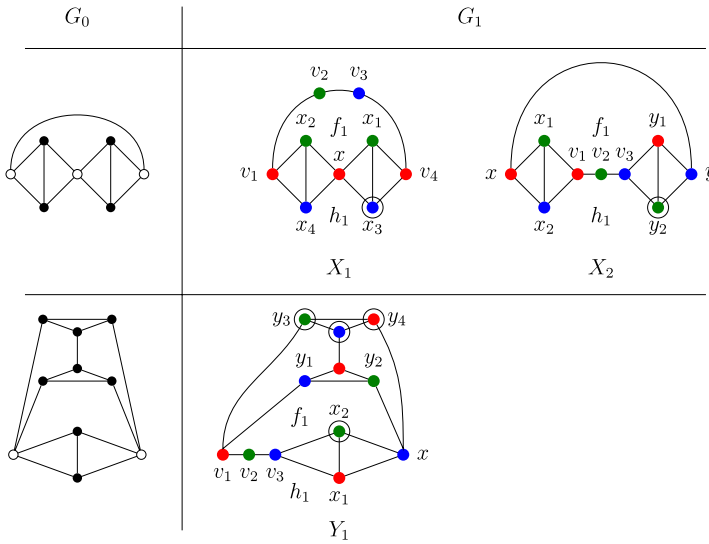 G₀ G₁
v₂ v₃
x₂ f₁ x₁ x₁ f₁ y₁
v₁ x v₄ x v₁ v₂ v₃ y
x₄ h₁ x₃ x₂ h₁ y₂
X₁ X₂
y₃ y₄
y₁ y₂
f₁ x₂
v₁ v₂ v₃ x
h₁ x₁
Y₁